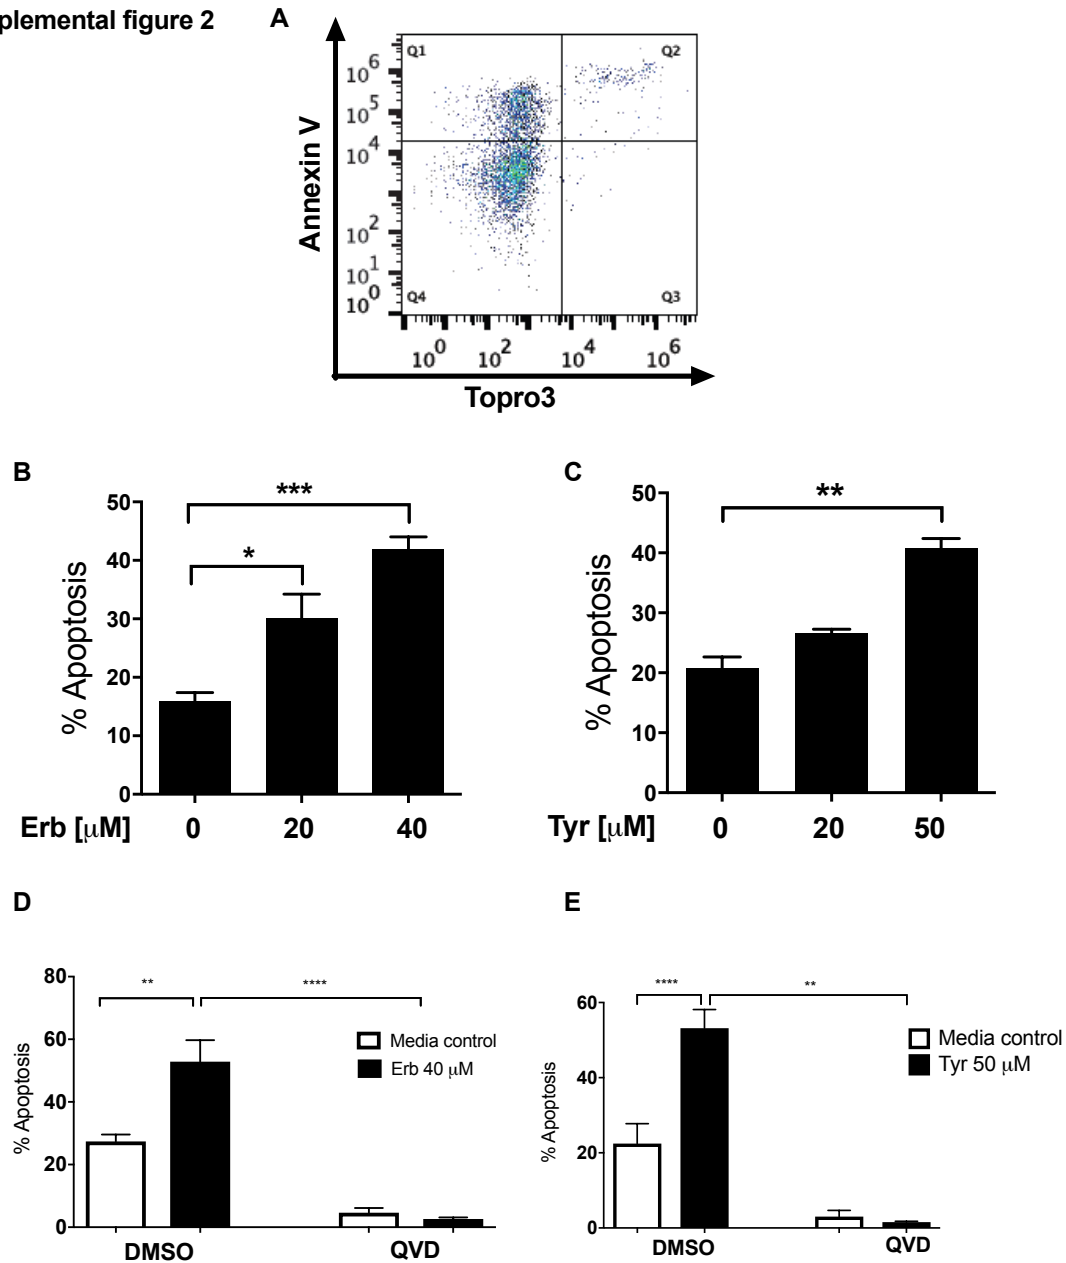 plemental figure 2
A
Q1
Q2
10^6
10^5
10^4
10^2
10^1
10^0
Annexin V
Q4
Q3
10^0 10^2 10^4 10^6
Topro3
B
***
*
50
40
30
20
10
0
% Apoptosis
Erb [µM] 0 20 40
C
**
50
40
30
20
10
0
% Apoptosis
Tyr [µM] 0 20 50
D
** ****
80
60
40
20
0
% Apoptosis
Media control
Erb 40 µM
DMSO QVD
E
**** **
60
40
20
0
% Apoptosis
Media control
Tyr 50 µM
DMSO QVD